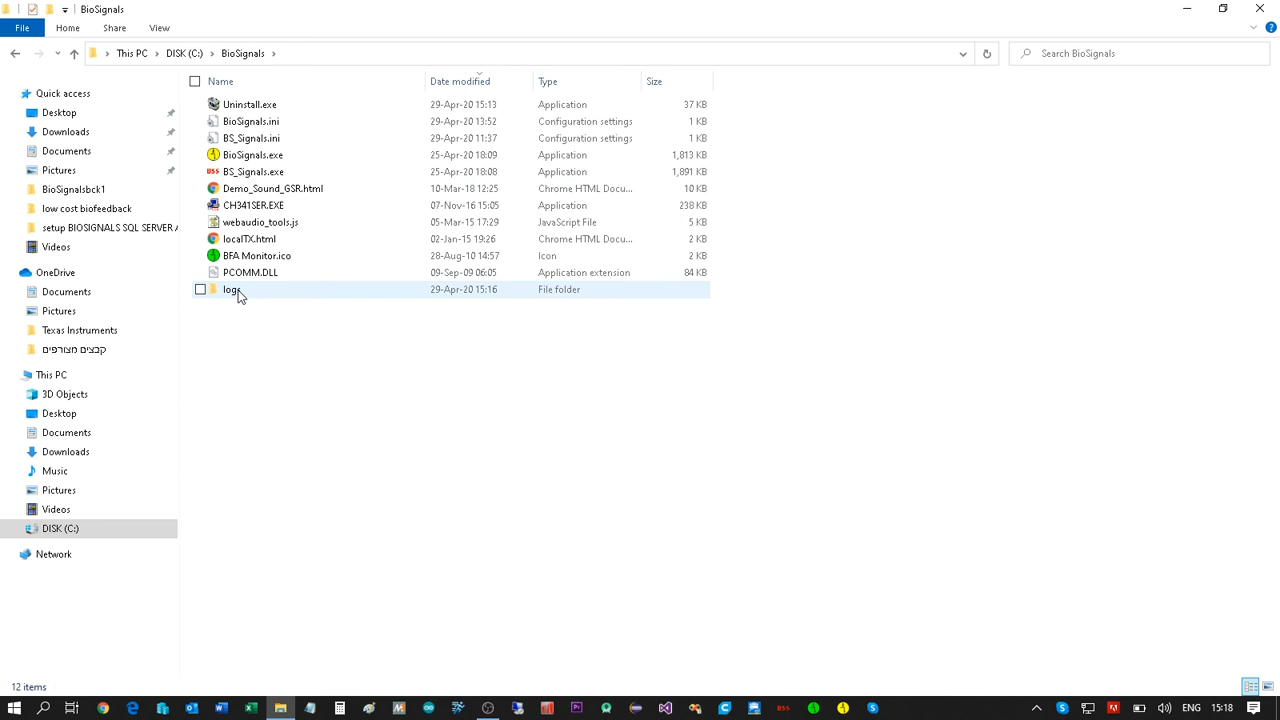 BioSignals
File Home Share View
This PC DISK (C:) BioSignals Search BioSignals
Name Date modified Type Size
Uninstall.exe 29-Apr-20 15:13 Application 37 KB
BioSignals.ini 29-Apr-20 13:52 Configuration settings 1 KB
BS_Signals.ini 29-Apr-20 11:37 Configuration settings 1 KB
BioSignals.exe 25-Apr-20 18:09 Application 1,813 KB
BS_Signals.exe 25-Apr-20 18:08 Application 1,891 KB
Demo_Sound_GSR.html 10-Mar-18 12:25 Chrome HTML Docu... 10 KB
CH341SER.EXE 07-Nov-16 15:05 Application 238 KB
webaudio_tools.js 05-Mar-15 17:29 JavaScript File 5 KB
localTX.html 02-Jan-15 19:26 Chrome HTML Docu... 2 KB
BFA Monitor.ico 28-Aug-10 14:57 Icon 2 KB
PCOMM.DLL 09-Sep-09 06:05 Application extension 84 KB
logs 29-Apr-20 15:16 File folder
Quick access
Desktop
Downloads
Documents
Pictures
BioSignalsbck1
low cost biofeedback
setup BIOSIGNALS SQL SERVER A
Videos
OneDrive
Documents
Pictures
Texas Instruments
קבצים מצורפים
This PC
3D Objects
Desktop
Documents
Downloads
Music
Pictures
Videos
DISK (C:)
Network
12 items
BSS
ENG 15:18